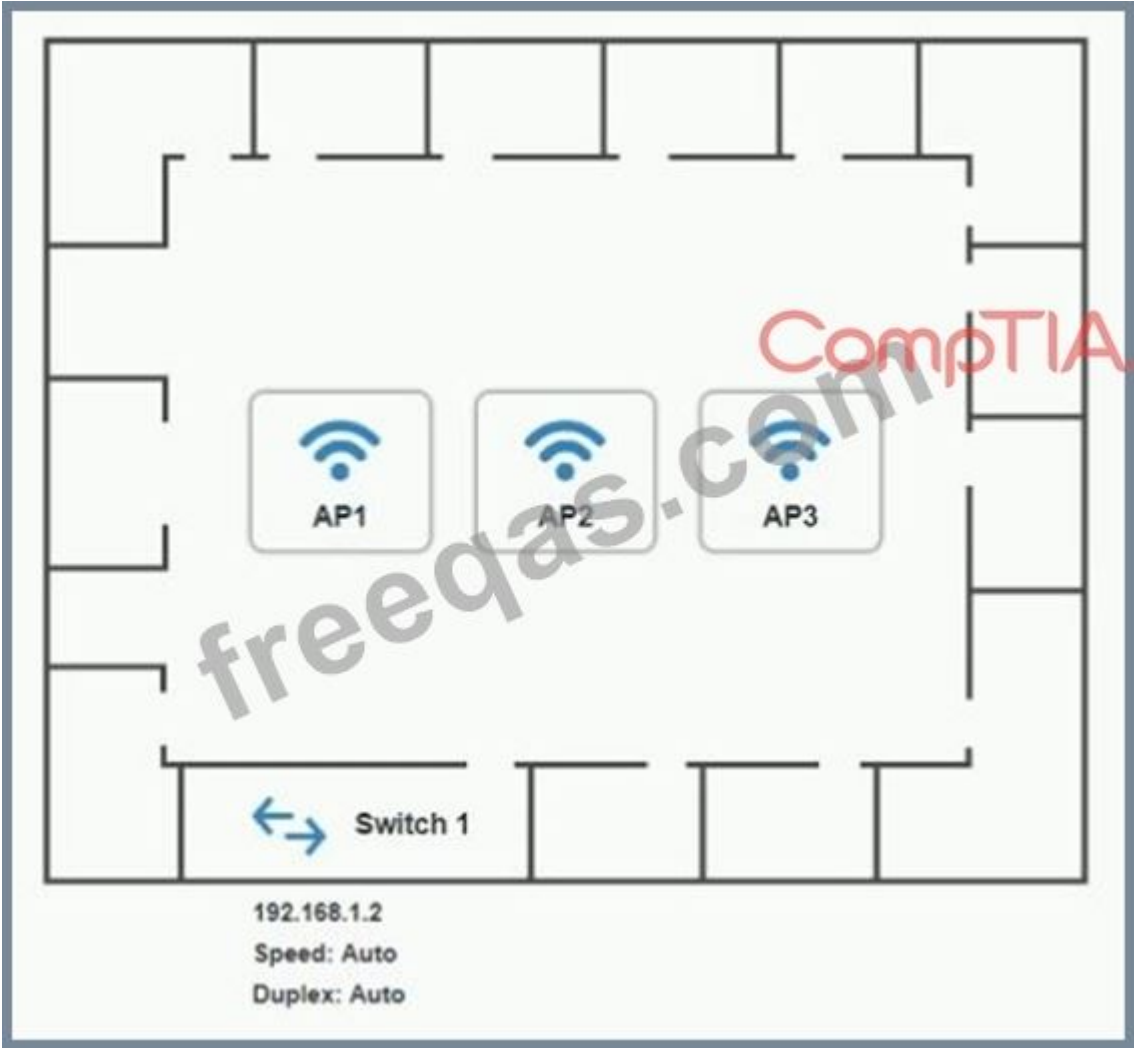 CompTIA
freeqas.com
AP1
AP2
AP3
Switch 1
192.168.1.2
Speed: Auto
Duplex: Auto